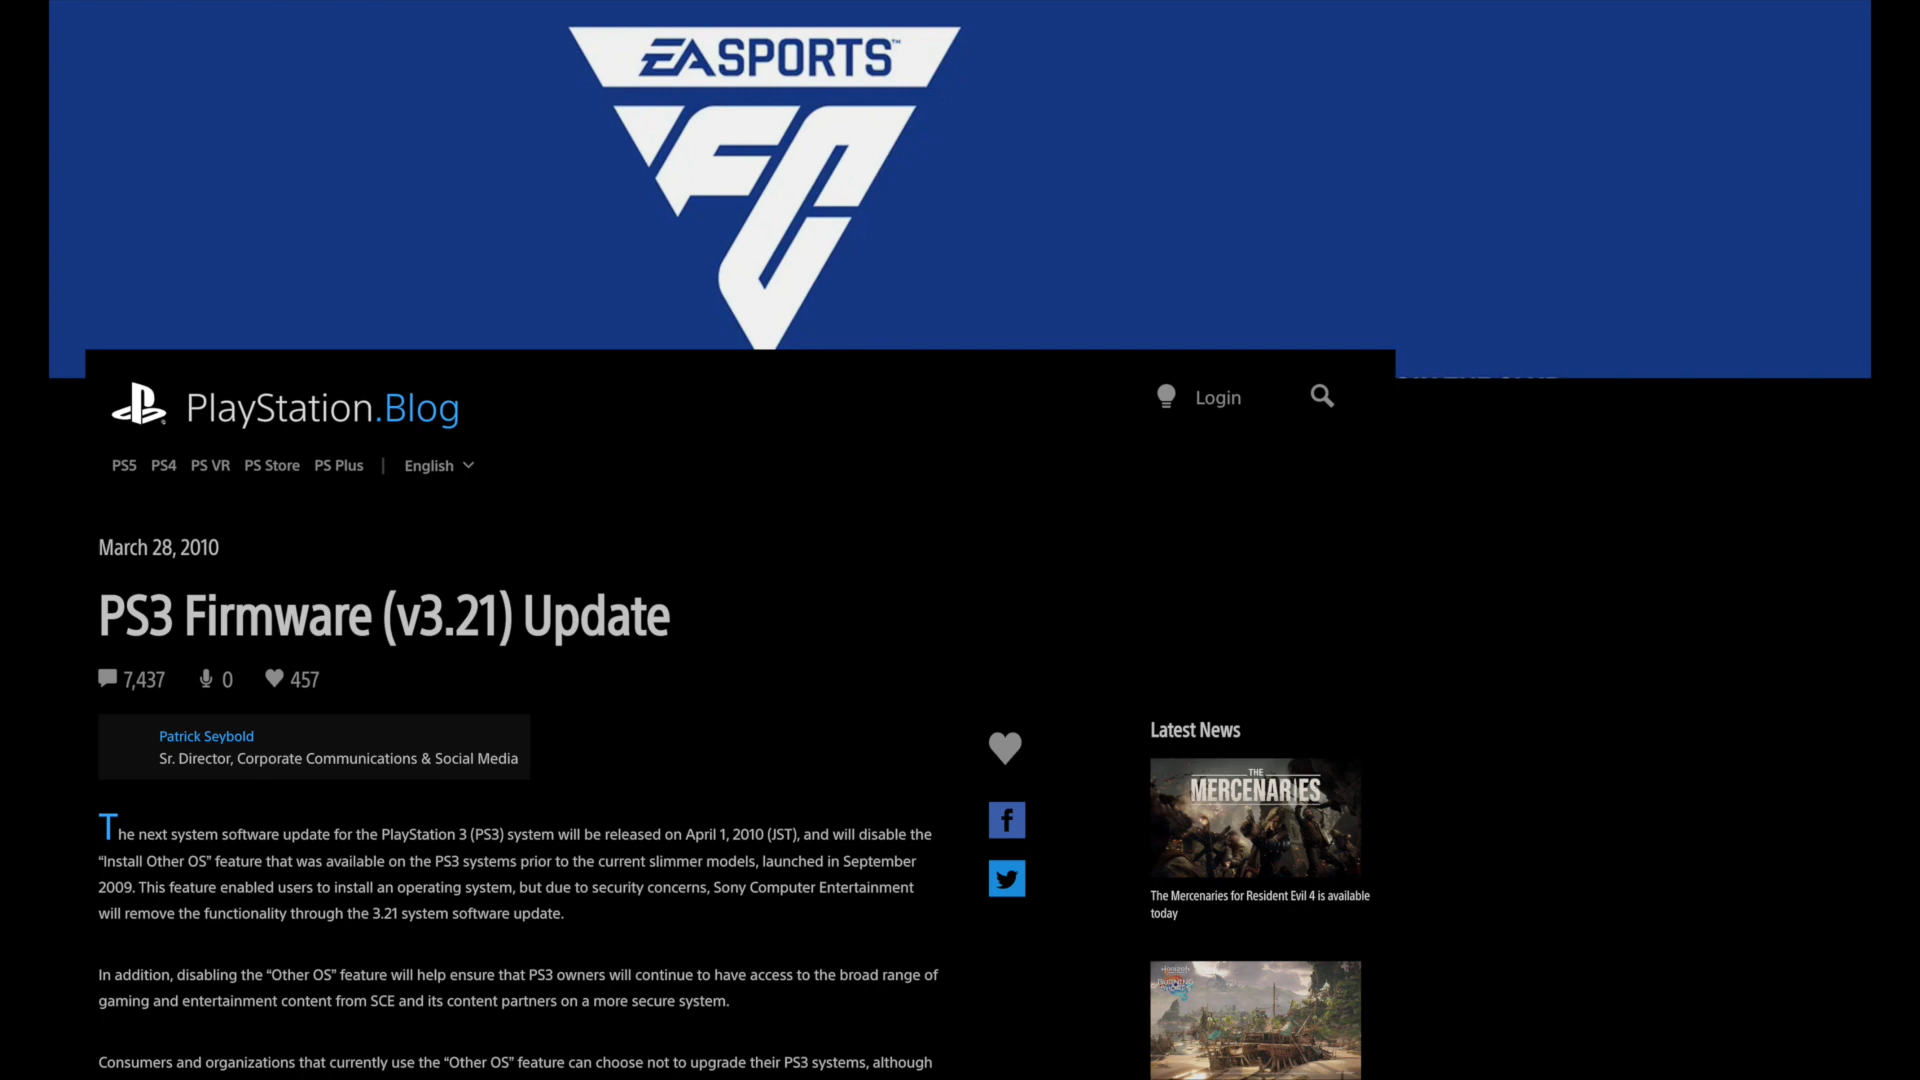 EA SPORTS™
FC
PlayStation.Blog
Login
PS5 PS4 PS VR PS Store PS Plus | English
March 28, 2010
PS3 Firmware (v3.21) Update
7,437 0 457
Patrick Seybold
Sr. Director, Corporate Communications & Social Media
The next system software update for the PlayStation 3 (PS3) system will be released on April 1, 2010 (JST), and will disable the
“Install Other OS” feature that was available on the PS3 systems prior to the current slimmer models, launched in September
2009. This feature enabled users to install an operating system, but due to security concerns, Sony Computer Entertainment
will remove the functionality through the 3.21 system software update.
In addition, disabling the “Other OS” feature will help ensure that PS3 owners will continue to have access to the broad range of
gaming and entertainment content from SCE and its content partners on a more secure system.
Consumers and organizations that currently use the “Other OS” feature can choose not to upgrade their PS3 systems, although
Latest News
THE
MERCENARIES
The Mercenaries for Resident Evil 4 is available
today
HORIZON
BURNING
SHORES